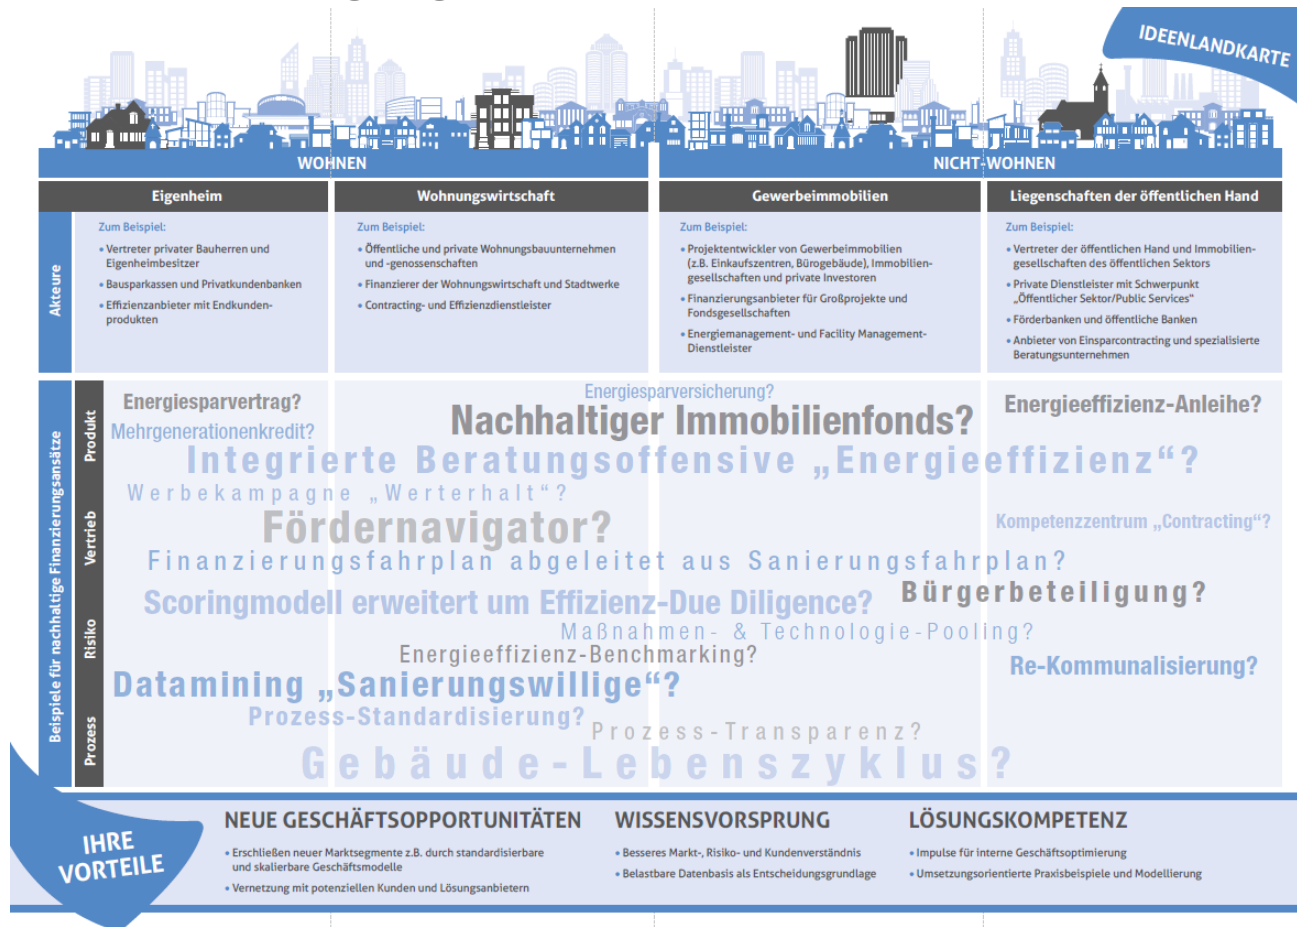 IDEENLANDKARTE
WOHNEN
NICHT-WOHNEN
Eigenheim
Wohnungswirtschaft
Gewerbeimmobilien
Liegenschaften der öffentlichen Hand
Akteure
Zum Beispiel:
• Vertreter privater Bauherren und
Eigenheimbesitzer
• Bausparkassen und Privatkundenbanken
• Effizienzanbieter mit Endkunden-
produkten
Zum Beispiel:
• Öffentliche und private Wohnungsbauunternehmen
und -genossenschaften
• Finanzierer der Wohnungswirtschaft und Stadtwerke
• Contracting- und Effizienzdienstleister
Zum Beispiel:
• Projektentwickler von Gewerbeimmobilien
(z.B. Einkaufszentren, Bürogebäude), Immobilien-
gesellschaften und private Investoren
• Finanzierungsanbieter für Großprojekte und
Fondsgesellschaften
• Energiemanagement- und Facility Management-
Dienstleister
Zum Beispiel:
• Vertreter der öffentlichen Hand und Immobilien-
gesellschaften des öffentlichen Sektors
• Private Dienstleister mit Schwerpunkt
„Öffentlicher Sektor/Public Services“
• Förderbanken und öffentliche Banken
• Anbieter von Einsparcontracting und spezialisierte
Beratungsunternehmen
Beispiele für nachhaltige Finanzierungsansätze
Produkt
Vertrieb
Risiko
Prozess
Energiesparversicherung?
Energiesparvertrag?
Nachhaltiger Immobilienfonds?
Energieeffizienz-Anleihe?
Mehrgenerationenkredit?
Integrierte Beratungsoffensive „Energieeffizienz“?
Werbekampagne „Werterhalt“?
Fördernavigator?
Kompetenzzentrum „Contracting“?
Finanzierungsfahrplan abgeleitet aus Sanierungsfahrplan?
Scoringmodell erweitert um Effizienz-Due Diligence?
Bürgerbeteiligung?
Maßnahmen- & Technologie-Pooling?
Energieeffizienz-Benchmarking?
Re-Kommunalisierung?
Datamining „Sanierungswillige“?
Prozess-Standardisierung?
Prozess-Transparenz?
Gebäude-Lebenszyklus?
IHRE
VORTEILE
NEUE GESCHÄFTSOPPORTUNITÄTEN
• Erschließen neuer Marktsegmente z.B. durch standardisierbare
und skalierbare Geschäftsmodelle
• Vernetzung mit potenziellen Kunden und Lösungsanbietern
WISSENSVORSPRUNG
• Besseres Markt-, Risiko- und Kundenverständnis
• Belastbare Datenbasis als Entscheidungsgrundlage
LÖSUNGSKOMPETENZ
• Impulse für interne Geschäftsoptimierung
• Umsetzungsorientierte Praxisbeispiele und Modellierung